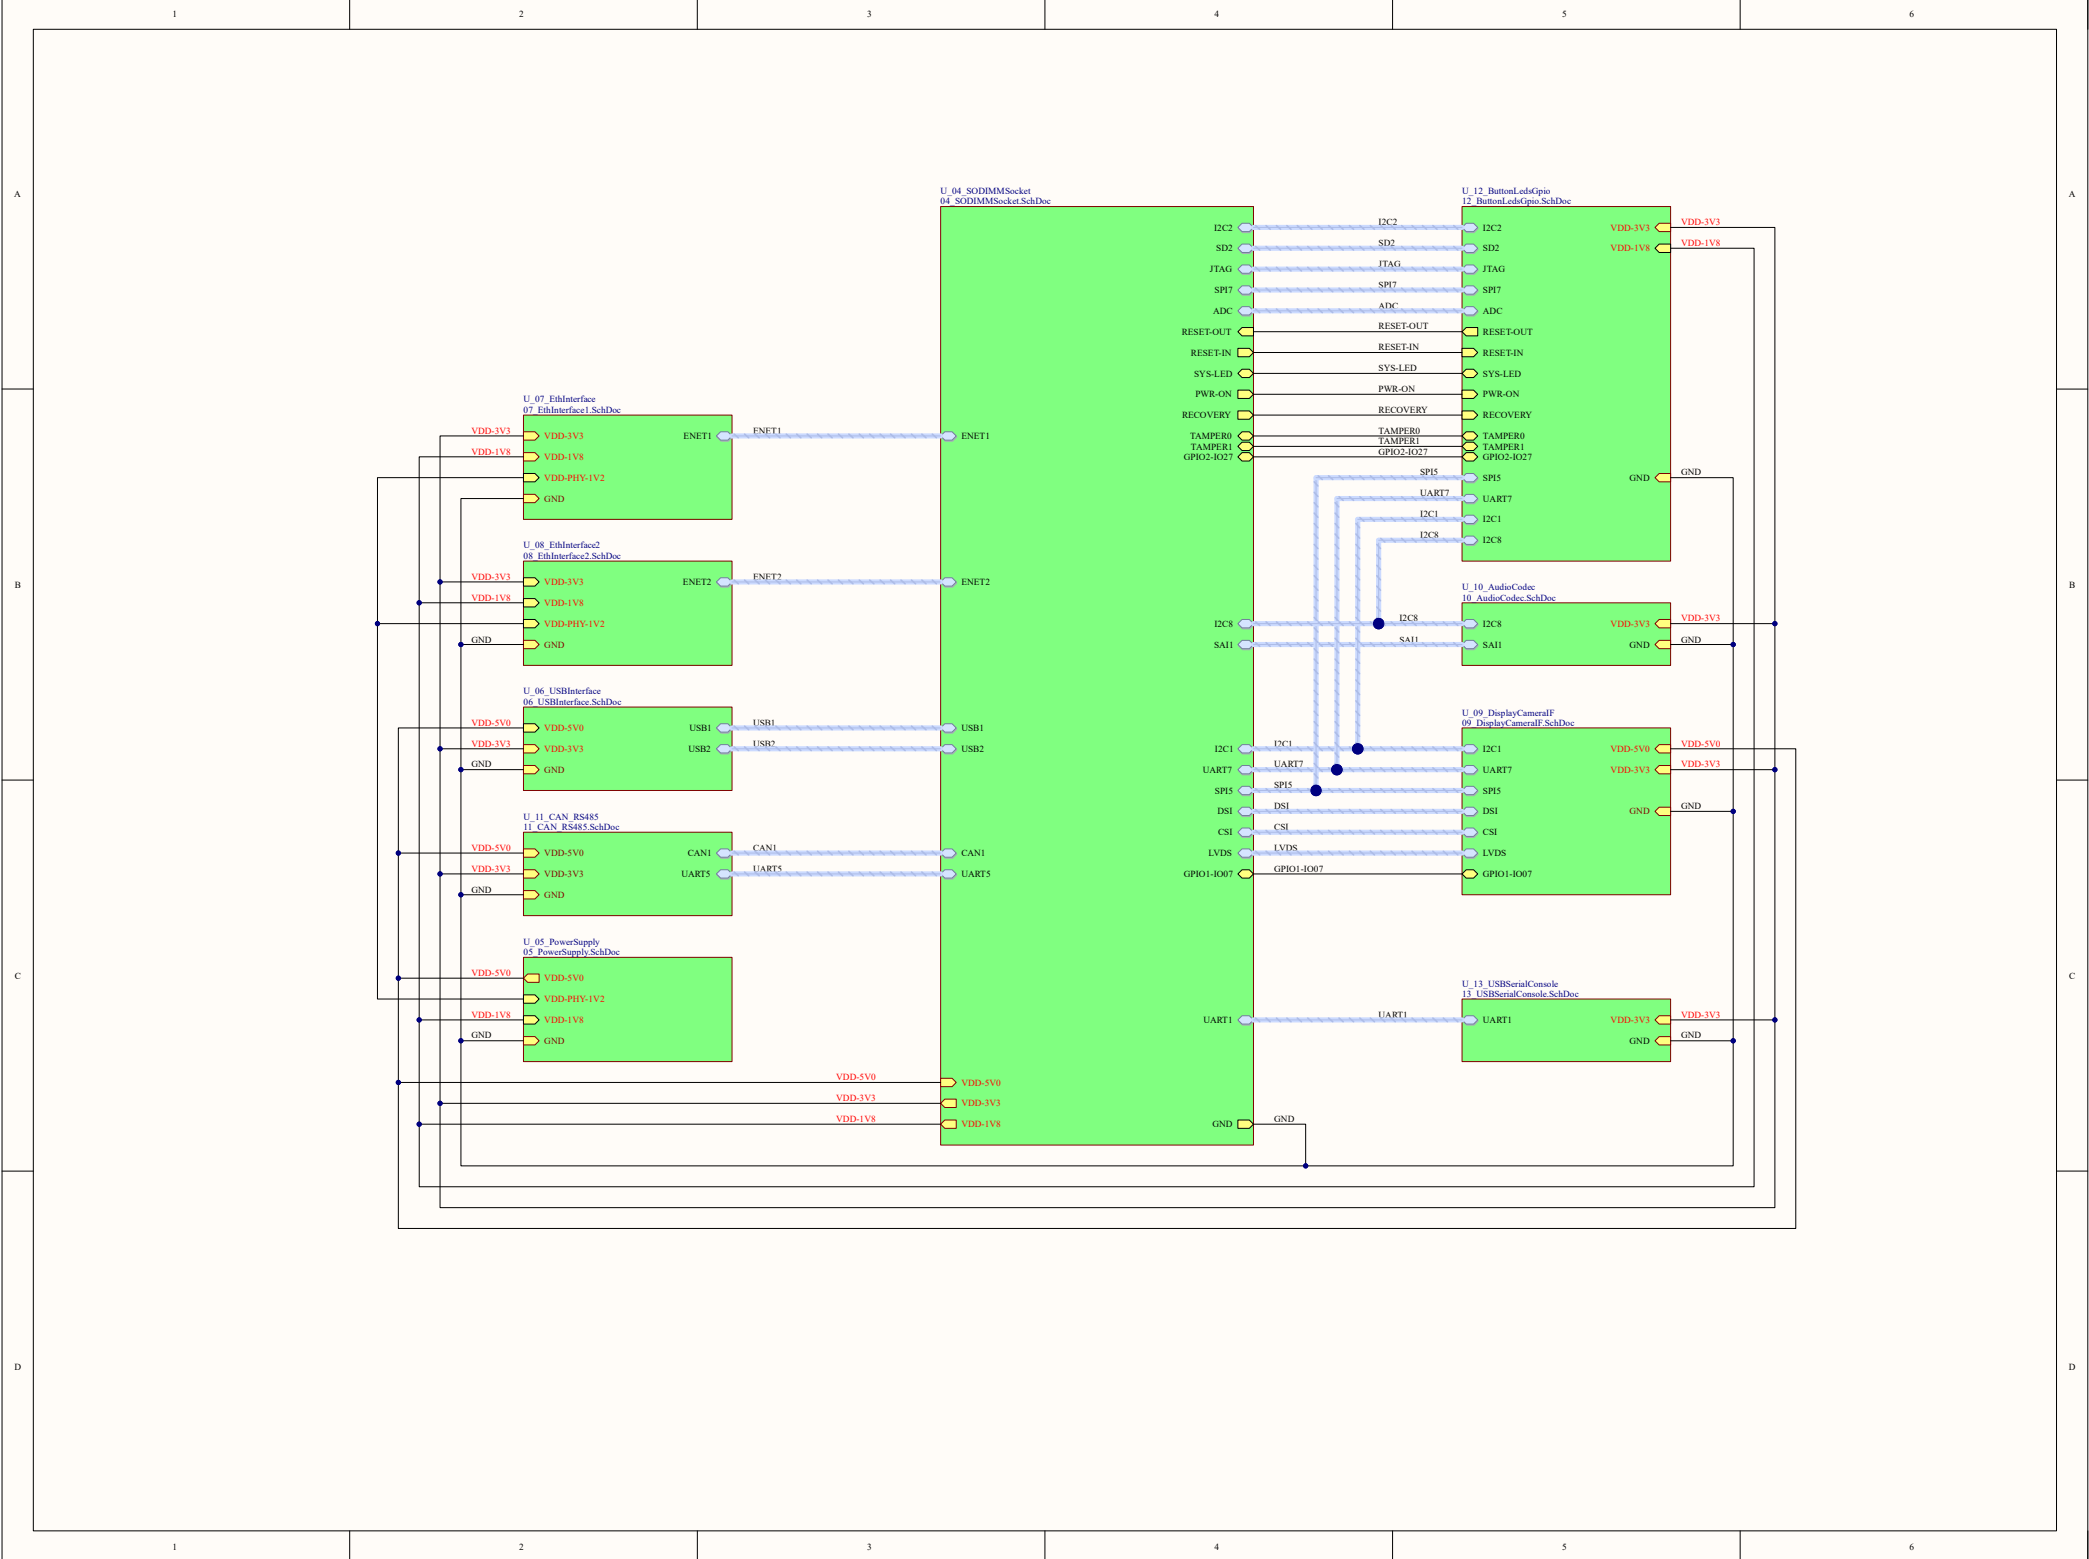 1 2 3 4 5 6
A A
B B
C C
D D
U_07_EthInterface
07_EthInterface1.SchDoc
VDD-3V3 VDD-3V3 ENET1 ENET1
VDD-1V8 VDD-1V8
VDD-PHY-1V2
GND
U_08_EthInterface2
08_EthInterface2.SchDoc
VDD-3V3 VDD-3V3 ENET2 ENET2
VDD-1V8 VDD-1V8
VDD-PHY-1V2
GND GND
U_06_USBInterface
06_USBInterface.SchDoc
VDD-5V0 VDD-5V0 USB1 USB1
VDD-3V3 VDD-3V3 USB2 USB2
GND GND
U_11_CAN_RS485
11_CAN_RS485.SchDoc
VDD-5V0 VDD-5V0 CAN1 CAN1
VDD-3V3 VDD-3V3 UART5 UART5
GND GND
U_05_PowerSupply
05_PowerSupply.SchDoc
VDD-5V0 VDD-5V0
VDD-PHY-1V2
VDD-1V8 VDD-1V8
GND GND
U_04_SODIMMSocket
04_SODIMMSocket.SchDoc
ENET1
ENET2
USB1
USB2
CAN1
UART5
VDD-5V0 VDD-5V0
VDD-3V3 VDD-3V3
VDD-1V8 VDD-1V8
I2C2 I2C2
SD2 SD2
JTAG JTAG
SPI7 SPI7
ADC ADC
RESET-OUT RESET-OUT
RESET-IN RESET-IN
SYS-LED SYS-LED
PWR-ON PWR-ON
RECOVERY RECOVERY
TAMPER0 TAMPER0
TAMPER1 TAMPER1
GPIO2-IO27 GPIO2-IO27
I2C8 I2C8
SAI1 SAI1
I2C1 I2C1
UART7 UART7
SPI5 SPI5
DSI DSI
CSI CSI
LVDS LVDS
GPIO1-IO07 GPIO1-IO07
UART1 UART1
GND GND
U_12_ButtonLedsGpio
12_ButtonLedsGpio.SchDoc
I2C2 VDD-3V3 VDD-3V3
SD2 VDD-1V8 VDD-1V8
JTAG
SPI7
ADC
RESET-OUT
RESET-IN
SYS-LED
PWR-ON
RECOVERY
TAMPER0
TAMPER1
GPIO2-IO27
SPI5 SPI5 GND GND
UART7 UART7
I2C1 I2C1
I2C8 I2C8
U_10_AudioCodec
10_AudioCodec.SchDoc
I2C8 VDD-3V3 VDD-3V3
SAI1 GND GND
U_09_DisplayCameraIF
09_DisplayCameraIF.SchDoc
I2C1 VDD-5V0 VDD-5V0
UART7 VDD-3V3 VDD-3V3
SPI5
DSI GND GND
CSI
LVDS
GPIO1-IO07
U_13_USBSerialConsole
13_USBSerialConsole.SchDoc
UART1 VDD-3V3 VDD-3V3
GND GND
1 2 3 4 5 6